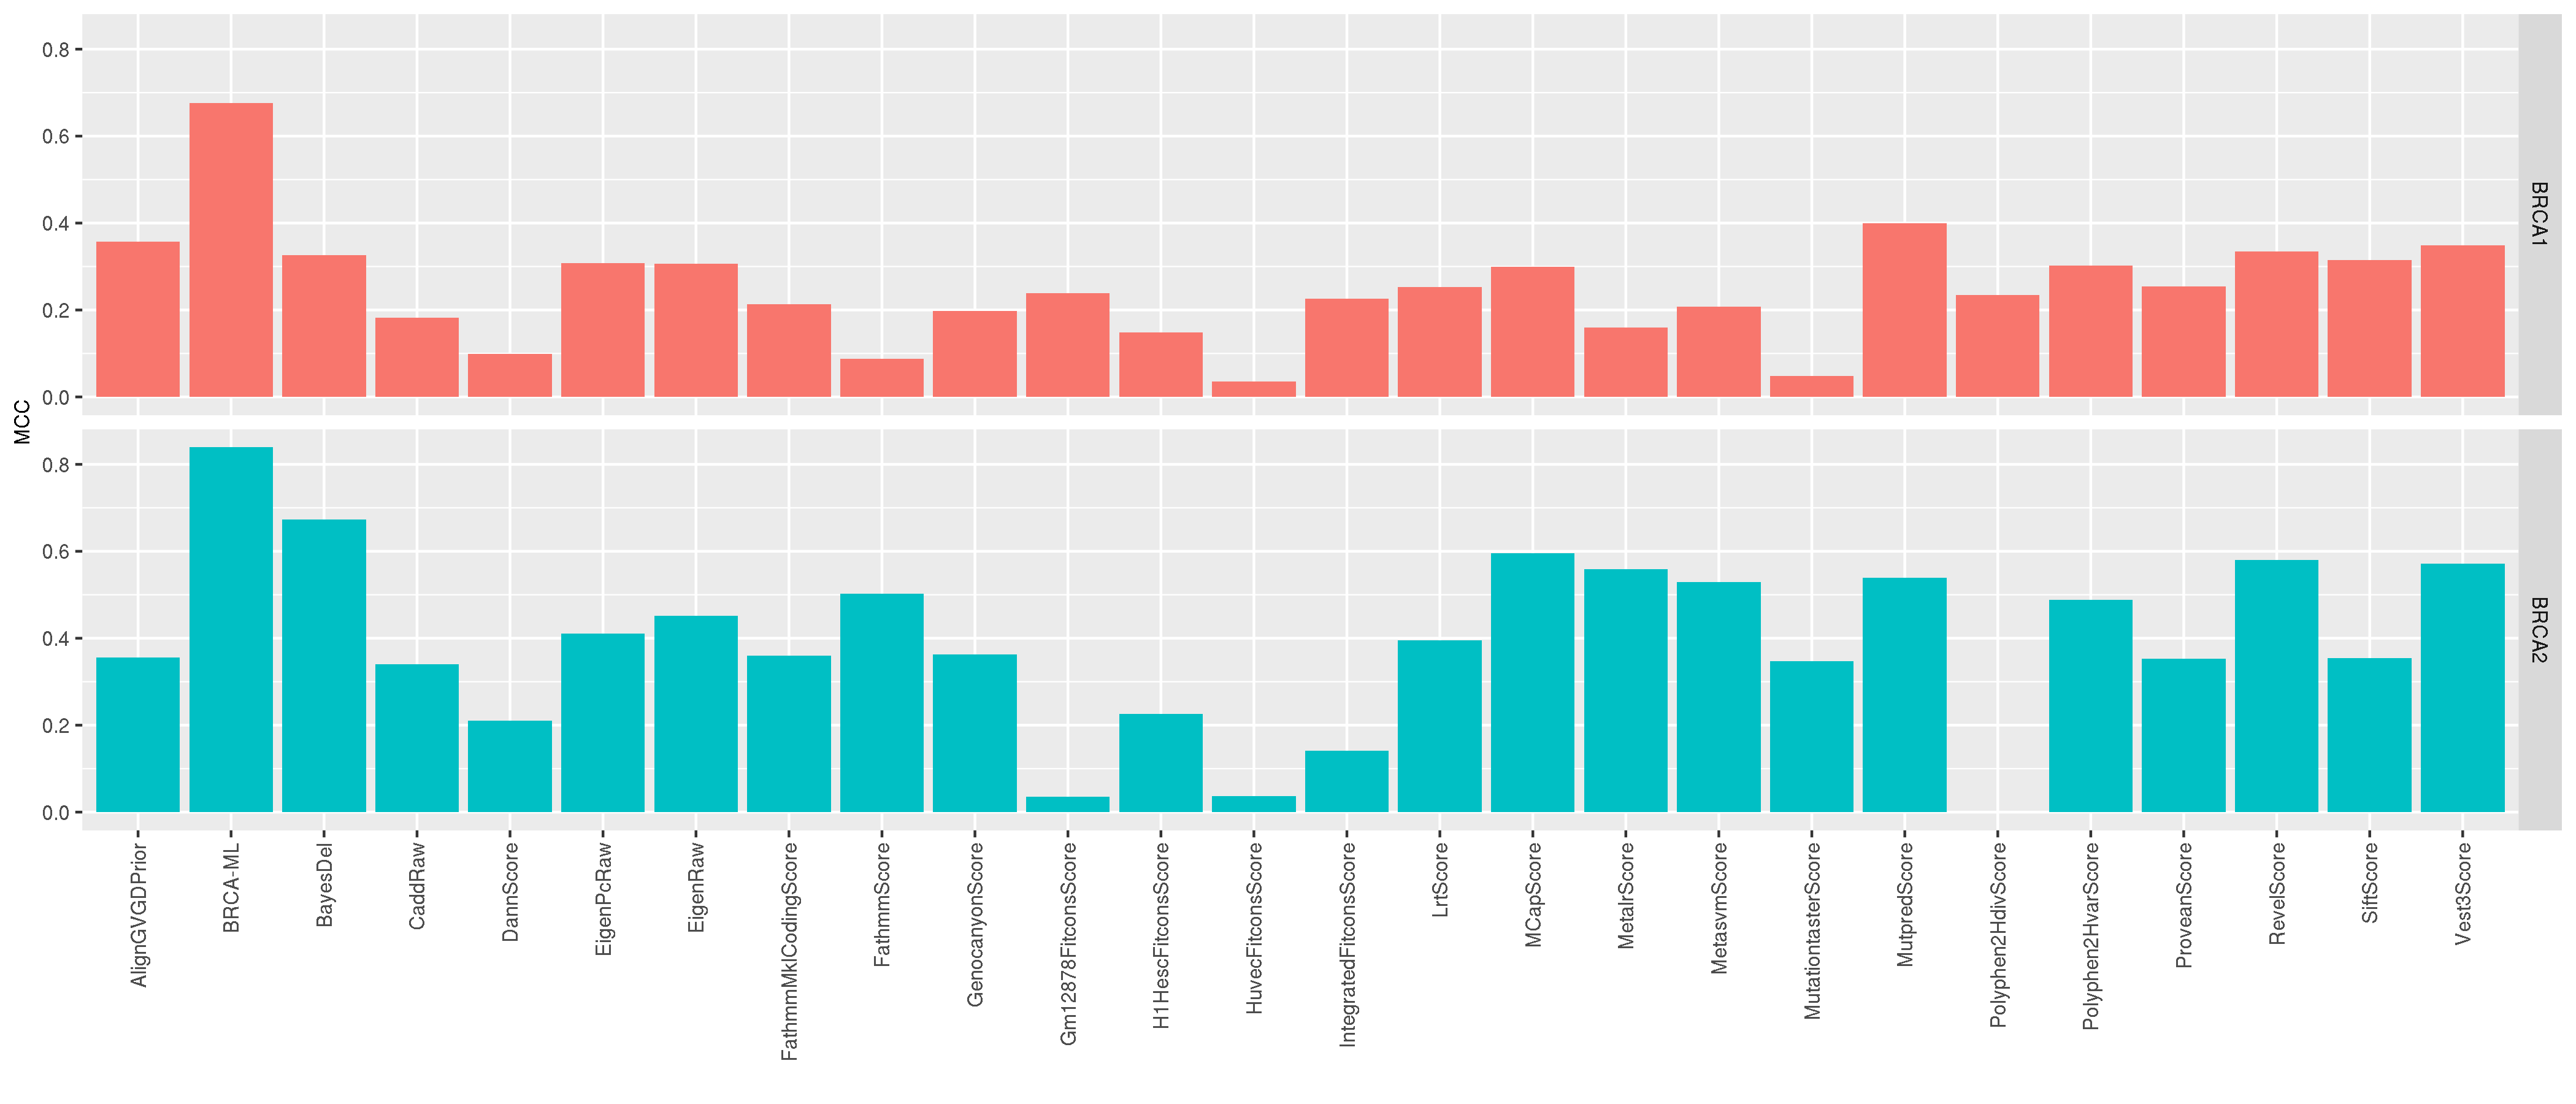 MCC
0.8
0.6
0.4
0.2
0.0
BRCA1
0.8
0.6
0.4
0.2
0.0
BRCA2
AlignGVGDPrior
BRCA-ML
BayesDel
CaddRaw
DannScore
EigenPcRaw
EigenRaw
FathmmMklCodingScore
FathmmScore
GenocanyonScore
Gm12878FitconsScore
H1HescFitconsScore
HuvecFitconsScore
IntegratedFitconsScore
LrtScore
MCapScore
MetalrScore
MetasvmScore
MutationtasterScore
MutpredScore
Polyphen2HdivScore
Polyphen2HvarScore
ProveanScore
RevelScore
SiftScore
Vest3Score